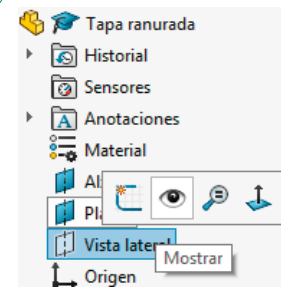 Tapa ranurada
Historial
Sensores
Anotaciones
Material
Vista lateral
Mostrar
Origen